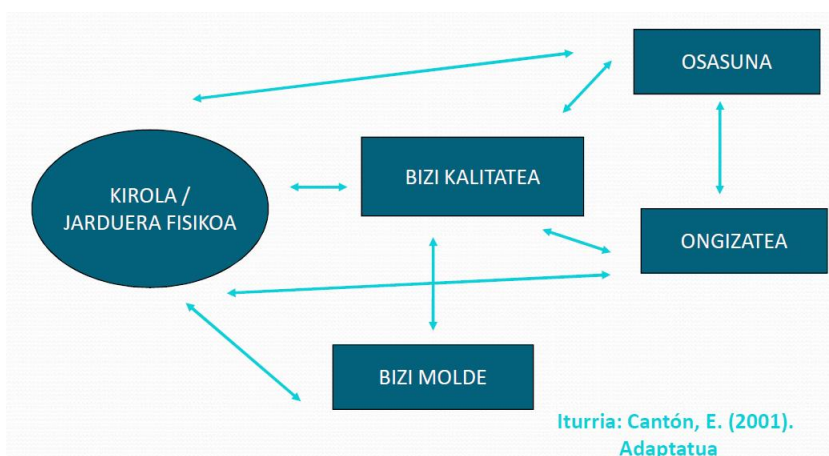 OSASUNA
BIZI KALITATEA
KIROLA /
JARDUERA FISIKOA
ONGIZATEA
BIZI MOLDE
Iturria: Cantón, E. (2001).
Adaptatua